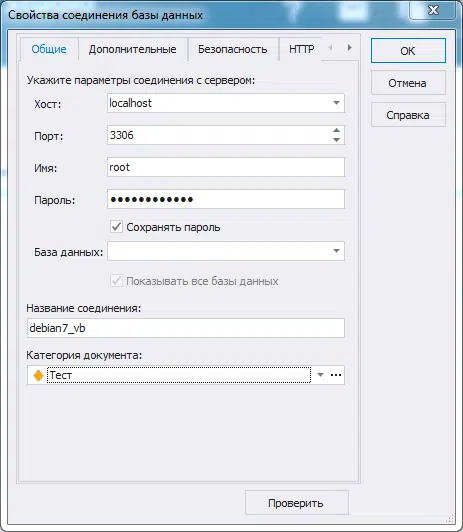 Свойства соединения базы данных
Общие Дополнительные Безопасность HTTP
OK
Отмена
Справка
Укажите параметры соединения с сервером:
Хост: localhost
Порт: 3306
Имя: root
Пароль: ●●●●●●●●●●●●
Сохранять пароль
База данных:
Показывать все базы данных
Название соединения:
debian7_vb
Категория документа:
Тест
Проверить